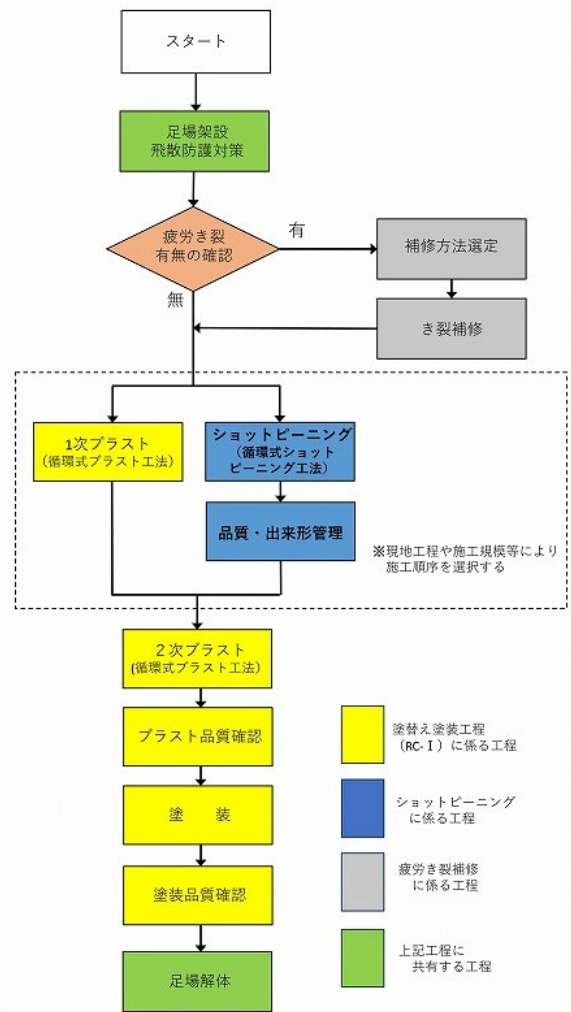 スタート
足場架設
飛散防護対策
疲労き裂
有無の確認
有
補修方法選定
無
き裂補修
1次ブラスト
（循環式ブラスト工法）
ショットピーニング
（循環式ショット
ピーニング工法）
品質・出来形管理
※現地工程や施工規模等により
施工順序を選択する
２次ブラスト
(循環式ブラスト工法）
ブラスト品質確認
塗　装
塗装品質確認
足場解体
塗替え塗装工程
（RC-Ⅰ）に係る工程
ショットピーニング
に係る工程
疲労き裂補修
に係る工程
上記工程に
共有する工程